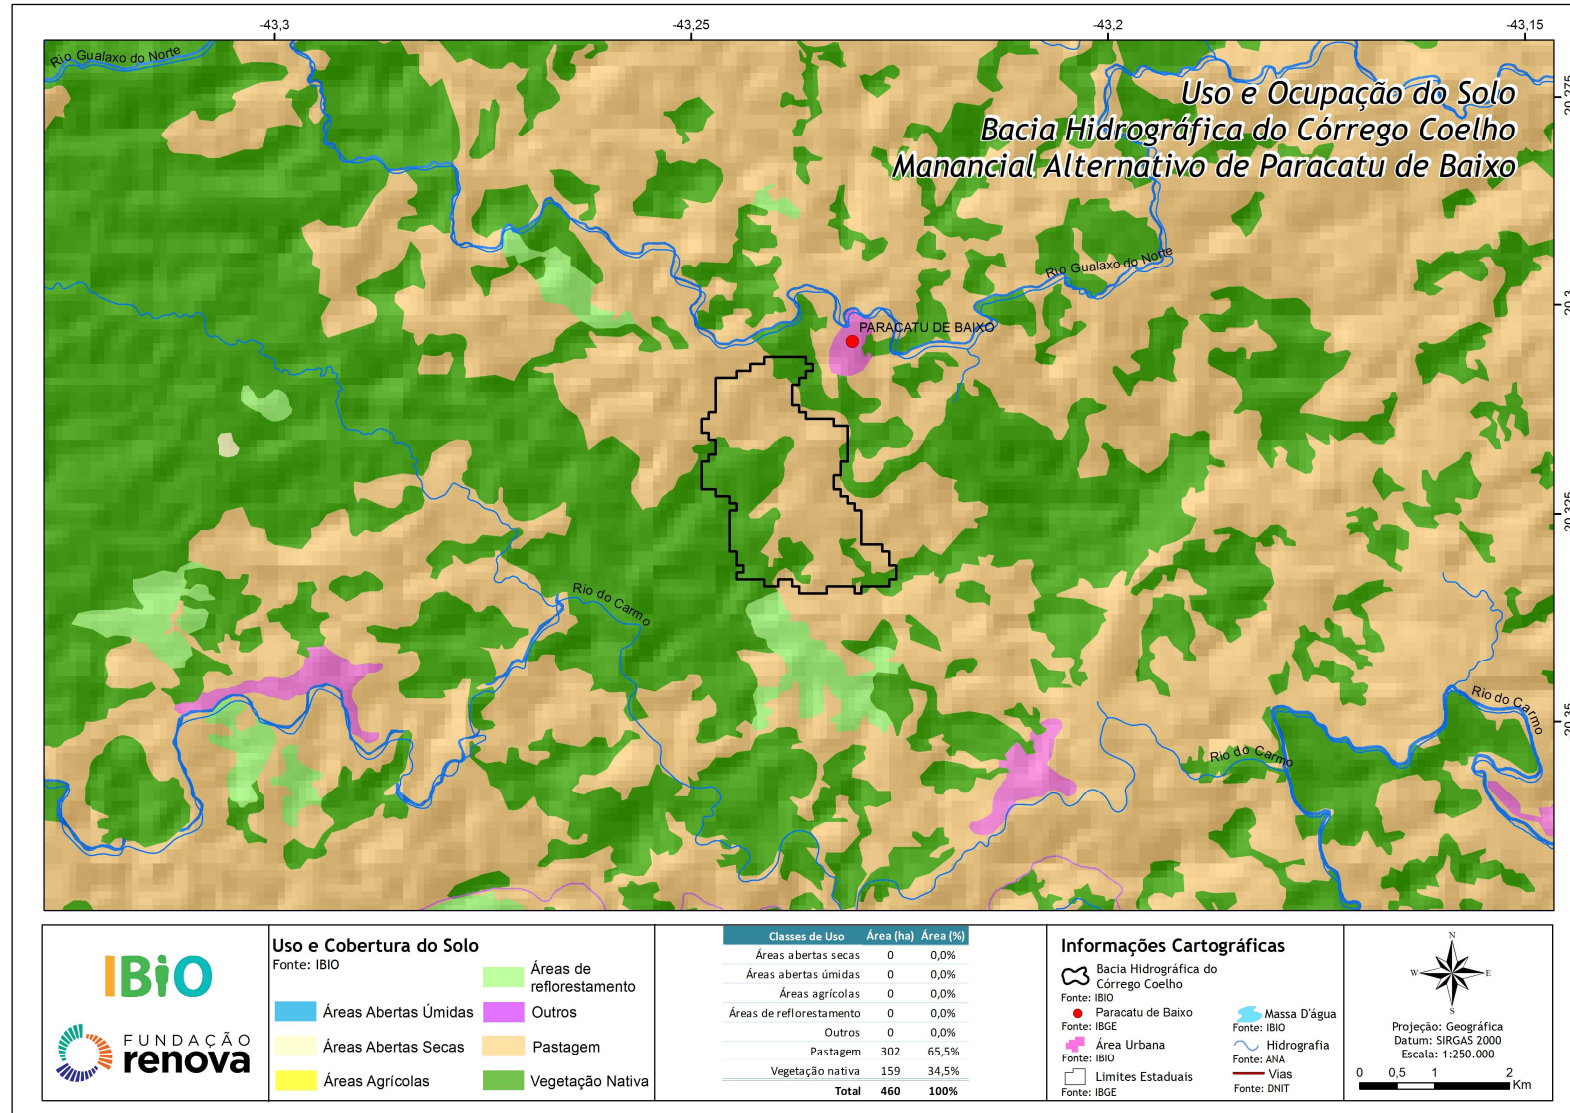 -43,3
-43,25
-43,2
-43,15
Rio Gualaxo do Norte
Uso e Ocupação do Solo
Bacia Hidrográfica do Córrego Coelho
Manancial Alternativo de Paracatu de Baixo
Rio Gualaxo do Norte
PARACATU DE BAIXO
Rio do Carmo
Rio do Carmo
Rio do Carmo
IBiO
FUNDAÇÃO
renova
Uso e Cobertura do Solo
Fonte: IBIO
Áreas Abertas Úmidas
Áreas Abertas Secas
Áreas Agrícolas
Áreas de
reflorestamento
Outros
Pastagem
Vegetação Nativa
Classes de Uso Área (ha) Área (%)
Áreas abertas secas 0 0,0%
Áreas abertas úmidas 0 0,0%
Áreas agrícolas 0 0,0%
Áreas de reflorestamento 0 0,0%
Outros 0 0,0%
Pastagem 302 65,5%
Vegetação nativa 159 34,5%
Total 460 100%
Informações Cartográficas
Bacia Hidrográfica do
Córrego Coelho
Fonte: IBIO
Paracatu de Baixo
Fonte: IBGE
Área Urbana
Fonte: IBIO
Limites Estaduais
Fonte: IBGE
Massa D'água
Fonte: IBIO
Hidrografia
Fonte: ANA
Vias
Fonte: DNIT
N
W E
S
Projeção: Geográfica
Datum: SIRGAS 2000
Escala: 1:250.000
0 0,5 1 2
Km